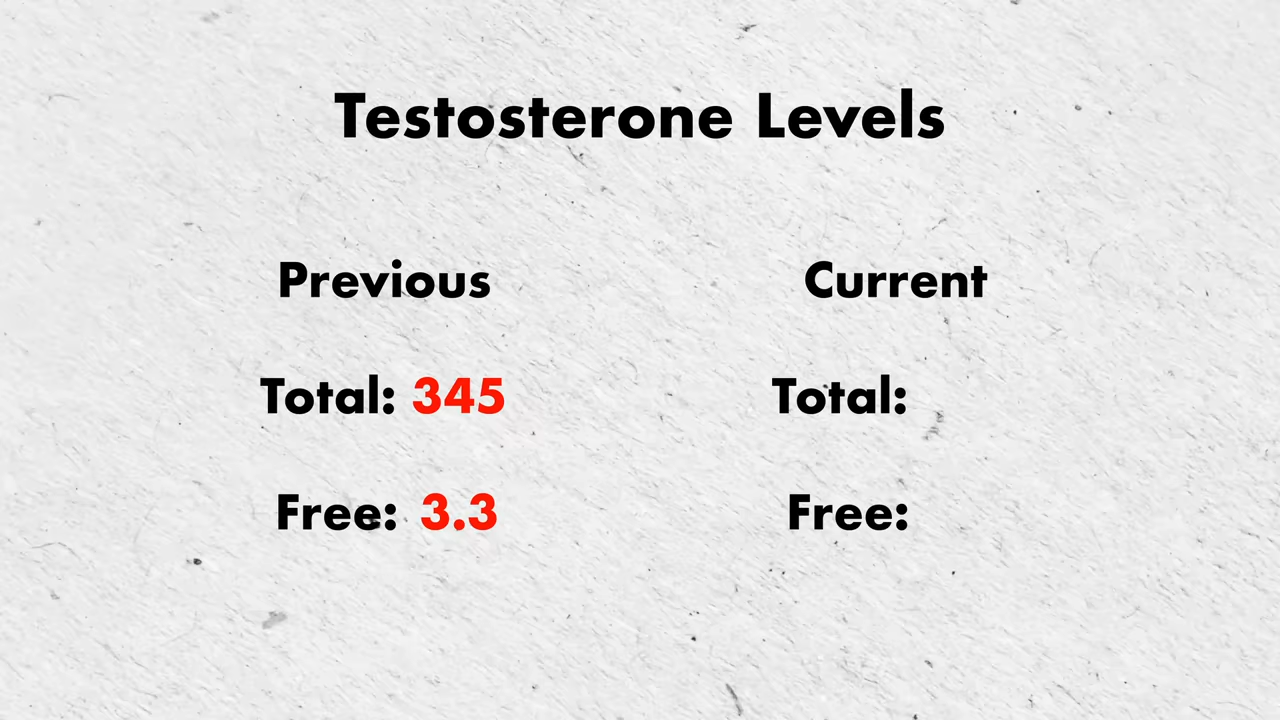 Testosterone Levels
Previous
Current
Total: 345
Total:
Free: 3.3
Free: